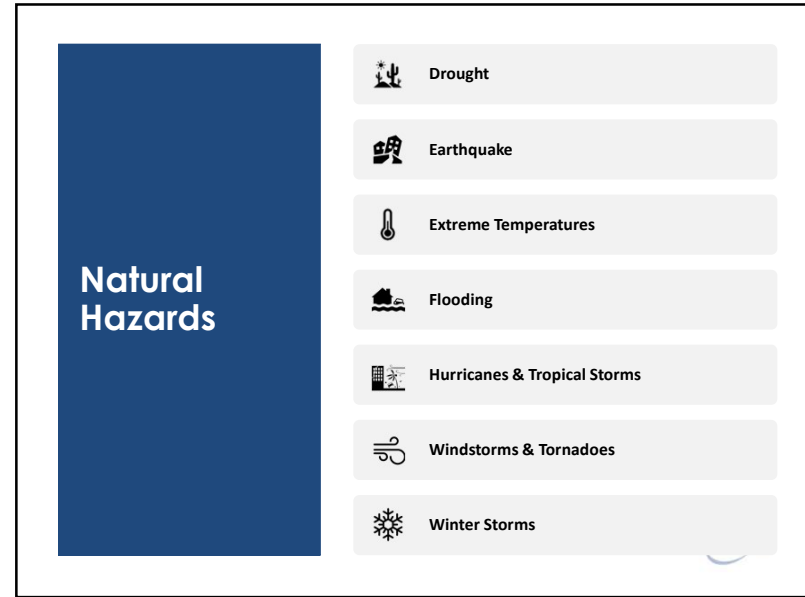 Natural
Hazards
Drought
Earthquake
Extreme Temperatures
Flooding
Hurricanes & Tropical Storms
Windstorms & Tornadoes
Winter Storms